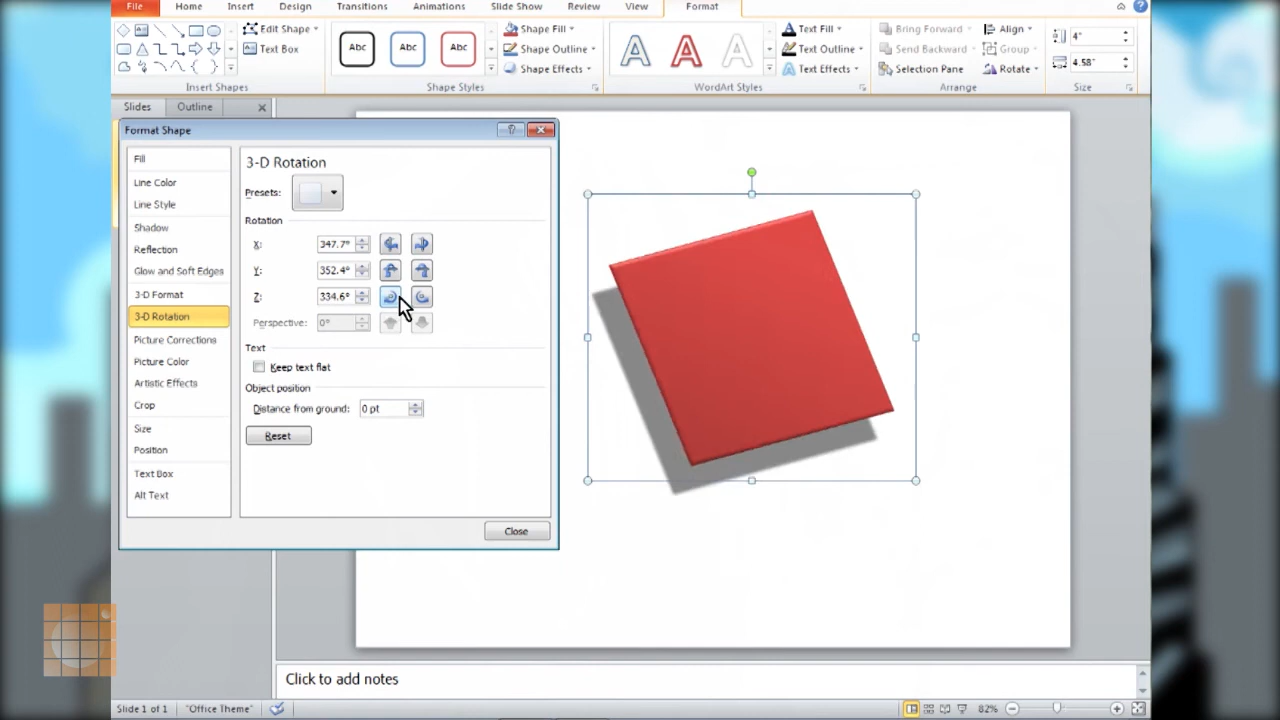 File Home Insert Design Transitions Animations Slide Show Review View Format
Edit Shape
Text Box
Insert Shapes
Abc Abc Abc
Shape Fill
Shape Outline
Shape Effects
Shape Styles
A A A
Text Fill
Text Outline
Text Effects
WordArt Styles
Bring Forward
Send Backward
Selection Pane
Align
Group
Rotate
Arrange
4"
4.58"
Size
Slides Outline
Format Shape
Fill
Line Color
Line Style
Shadow
Reflection
Glow and Soft Edges
3-D Format
3-D Rotation
Picture Corrections
Picture Color
Artistic Effects
Crop
Size
Position
Text Box
Alt Text
3-D Rotation
Presets:
Rotation
X: 347.7°
Y: 352.4°
Z: 334.6°
Perspective: 0°
Text
Keep text flat
Object position
Distance from ground: 0 pt
Reset
Close
Click to add notes
Slide 1 of 1 "Office Theme" 82%